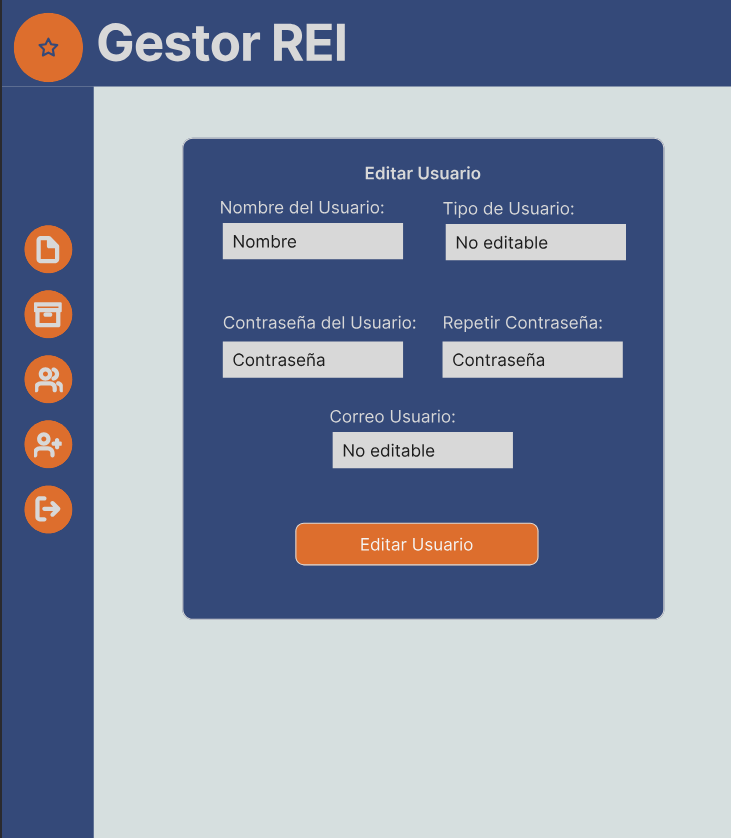 Gestor REI
Editar Usuario
Nombre del Usuario:
Tipo de Usuario:
Nombre
No editable
Contraseña del Usuario:
Repetir Contraseña:
Contraseña
Contraseña
Correo Usuario:
No editable
Editar Usuario